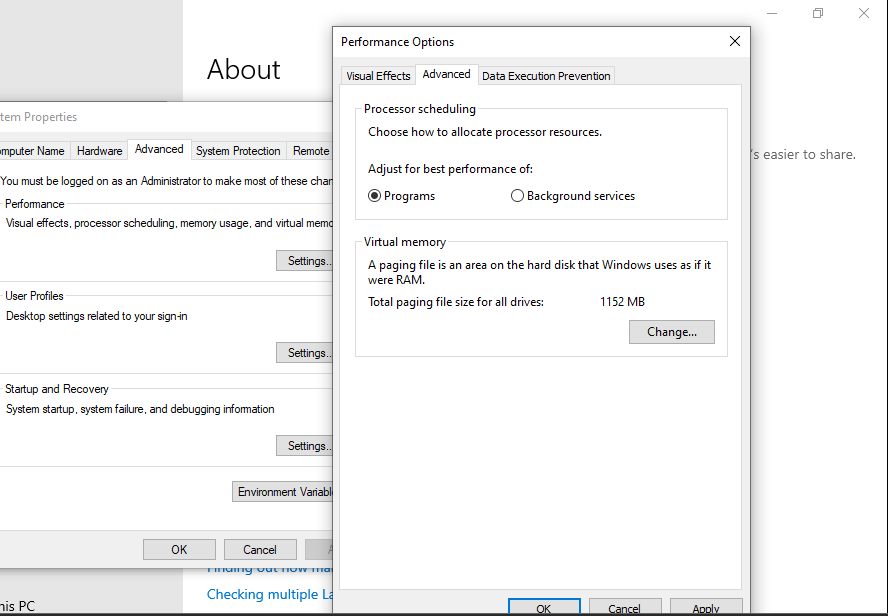 About
's easier to share.
tem Properties
omputer Name Hardware Advanced System Protection Remote
You must be logged on as an Administrator to make most of these
Performance
Visual effects, processor scheduling, memory usage, and virtual
Settings..
User Profiles
Desktop settings related to your sign-in
Settings..
Startup and Recovery
System startup, system failure, and debugging information
Settings..
Environment
OK Cancel
Finding out how
Checking multiple
his PC
Performance Options
Visual Effects Advanced Data Execution Prevention
Processor scheduling
Choose how to allocate processor resources.
Adjust for best performance of:
Programs Background services
Virtual memory
A paging file is an area on the hard disk that Windows uses as if it
were RAM.
Total paging file size for all drives: 1152 MB
Change...
OK Cancel Apply